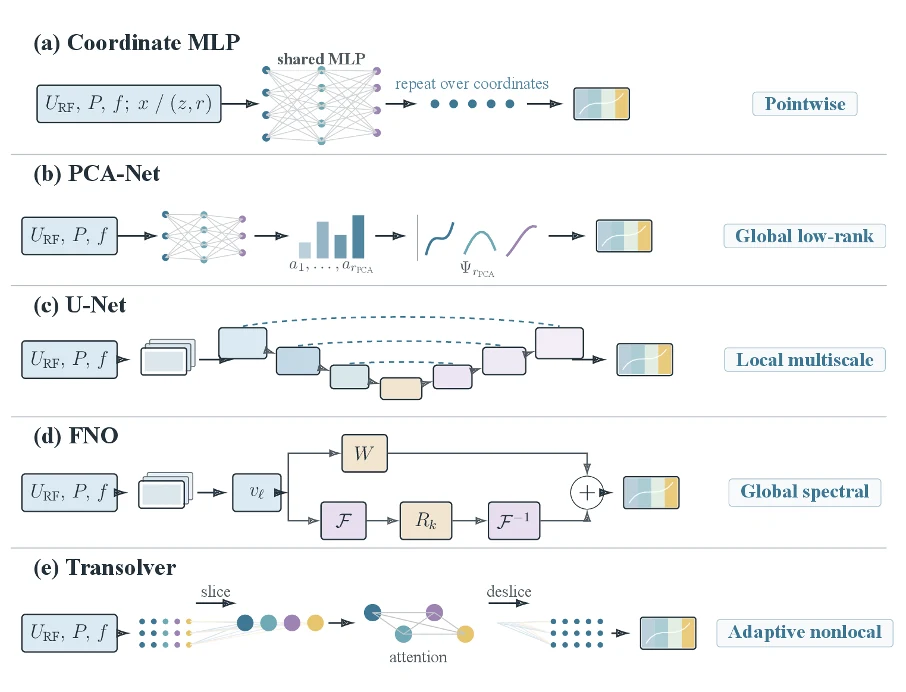 (a) Coordinate MLP
shared MLP
U_RF, P, f; x / (z, r)
repeat over coordinates
Pointwise
(b) PCA-Net
U_RF, P, f
a_1, . . . , a_{r_PCA}
Ψ_{r_PCA}
Global low-rank
(c) U-Net
U_RF, P, f
Local multiscale
(d) FNO
U_RF, P, f
v_ℓ
W
+
ℱ
R_k
ℱ^{-1}
Global spectral
(e) Transolver
slice
deslice
U_RF, P, f
attention
Adaptive nonlocal